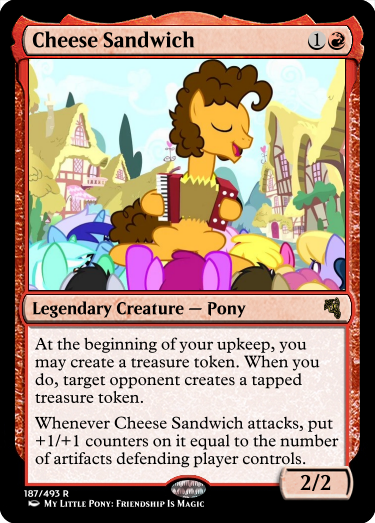 Cheese Sandwich 1
Legendary Creature — Pony
At the beginning of your upkeep, you
may create a treasure token. When you
do, target opponent creates a tapped
treasure token.
Whenever Cheese Sandwich attacks, put
+1/+1 counters on it equal to the number
of artifacts defending player controls.
2/2
187/493 R
My Little Pony: Friendship Is Magic